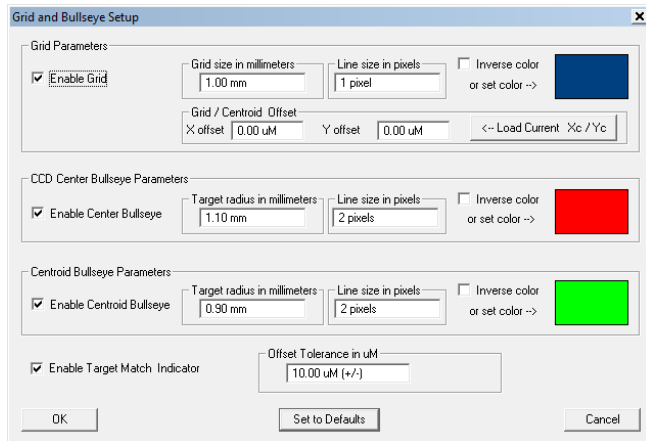 Grid and Bullseye Setup
Grid Parameters
Enable Grid
Grid size in millimeters
1.00 mm
Line size in pixels
1 pixel
Inverse color
or set color -->
Grid / Centroid Offset
X offset 0.00 uM Y offset 0.00 uM <-- Load Current Xc / Yc
CCD Center Bullseye Parameters
Enable Center Bullseye
Target radius in millimeters
1.10 mm
Line size in pixels
2 pixels
Inverse color
or set color -->
Centroid Bullseye Parameters
Enable Centroid Bullseye
Target radius in millimeters
0.90 mm
Line size in pixels
2 pixels
Inverse color
or set color -->
Enable Target Match Indicator
Offset Tolerance in uM
10.00 uM (+/-)
OK Set to Defaults Cancel